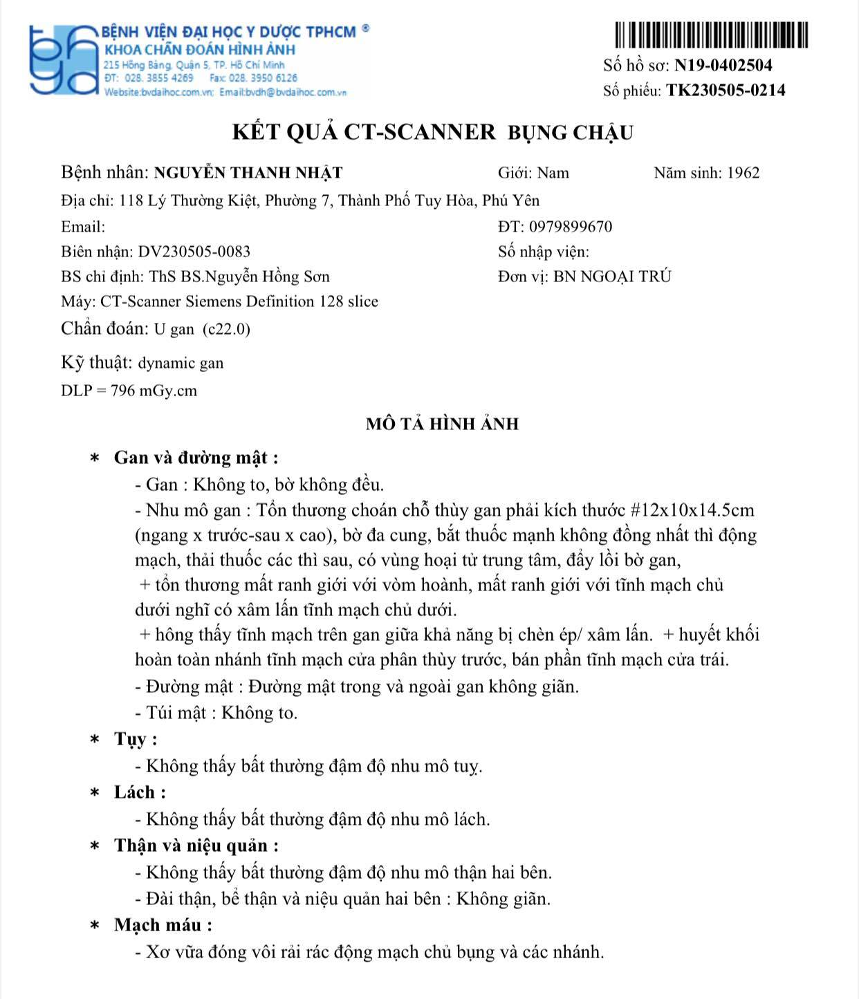 BỆNH VIỆN ĐẠI HỌC Y DƯỢC TPHCM ®
KHOA CHẨN ĐOÁN HÌNH ẢNH
215 Hồng Bàng, Quận 5, TP. Hồ Chí Minh
ĐT: 028. 3855 4269 Fax: 028. 3950 6126
Website:bvdaihoc.com.vn; Email:bvdh@bvdaihoc.com.vn
Số hồ sơ: N19-0402504
Số phiếu: TK230505-0214
KẾT QUẢ CT-SCANNER BỤNG CHẬU
Bệnh nhân: NGUYỄN THANH NHẬT Giới: Nam Năm sinh: 1962
Địa chỉ: 118 Lý Thường Kiệt, Phường 7, Thành Phố Tuy Hòa, Phú Yên
Email: ĐT: 0979899670
Biên nhận: DV230505-0083 Số nhập viện:
BS chỉ định: ThS BS.Nguyễn Hồng Sơn Đơn vị: BN NGOẠI TRÚ
Máy: CT-Scanner Siemens Definition 128 slice
Chẩn đoán: U gan (c22.0)
Kỹ thuật: dynamic gan
DLP = 796 mGy.cm
MÔ TẢ HÌNH ẢNH
* Gan và đường mật :
- Gan : Không to, bờ không đều.
- Nhu mô gan : Tổn thương choán chỗ thùy gan phải kích thước #12x10x14.5cm
(ngang x trước-sau x cao), bờ đa cung, bắt thuốc mạnh không đồng nhất thì động
mạch, thải thuốc các thì sau, có vùng hoại tử trung tâm, đẩy lồi bờ gan,
+ tổn thương mất ranh giới với vòm hoành, mất ranh giới với tĩnh mạch chủ
dưới nghĩ có xâm lấn tĩnh mạch chủ dưới.
+ hông thấy tĩnh mạch trên gan giữa khả năng bị chèn ép/ xâm lấn. + huyết khối
hoàn toàn nhánh tĩnh mạch cửa phân thùy trước, bán phần tĩnh mạch cửa trái.
- Đường mật : Đường mật trong và ngoài gan không giãn.
- Túi mật : Không to.
* Tụy :
- Không thấy bất thường đậm độ nhu mô tuỵ.
* Lách :
- Không thấy bất thường đậm độ nhu mô lách.
* Thận và niệu quản :
- Không thấy bất thường đậm độ nhu mô thận hai bên.
- Đài thận, bể thận và niệu quản hai bên : Không giãn.
* Mạch máu :
- Xơ vữa đóng vôi rải rác động mạch chủ bụng và các nhánh.